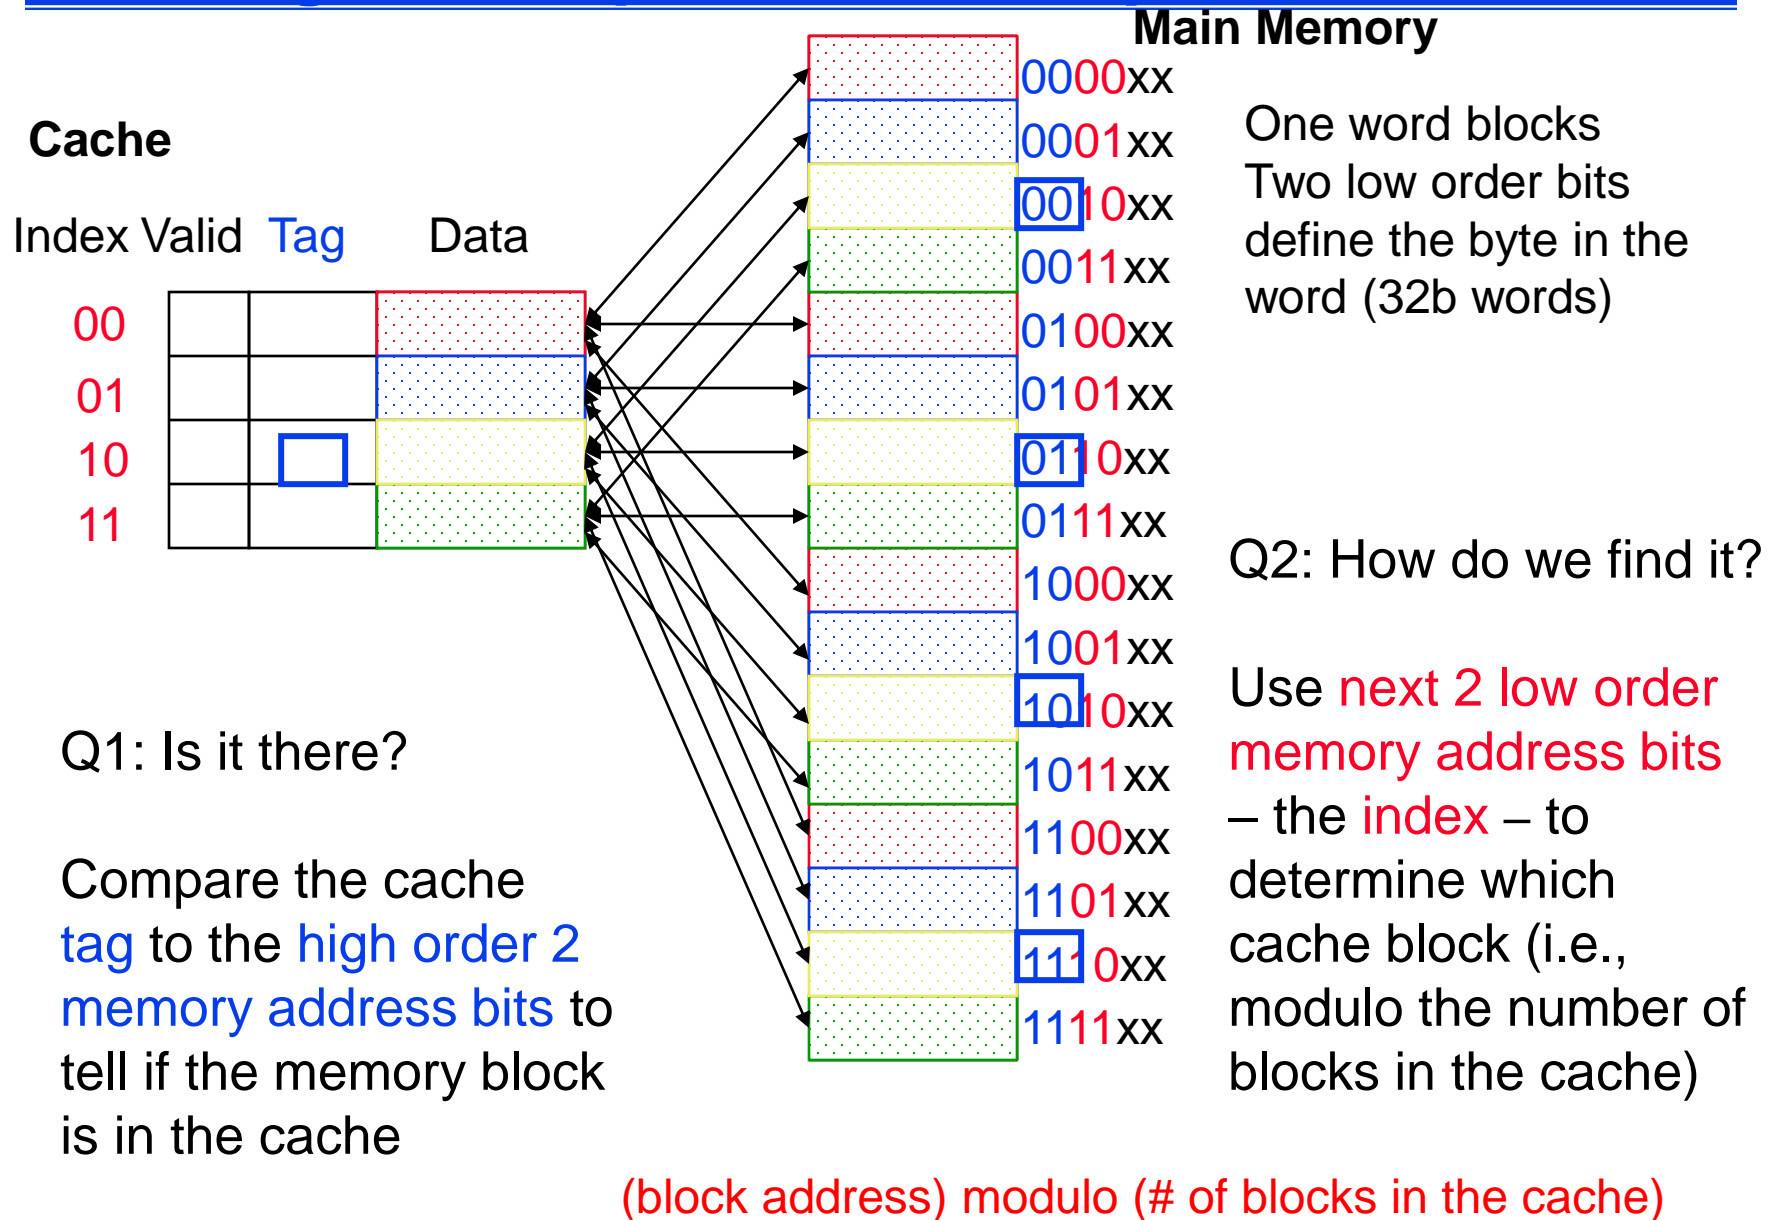 Main Memory
Cache
Index Valid Tag Data
00
01
10
11
0000xx
0001xx
0010xx
0011xx
0100xx
0101xx
0110xx
0111xx
1000xx
1001xx
1010xx
1011xx
1100xx
1101xx
1110xx
1111xx
One word blocks
Two low order bits
define the byte in the
word (32b words)
Q1: Is it there?
Compare the cache
tag to the high order 2
memory address bits to
tell if the memory block
is in the cache
Q2: How do we find it?
Use next 2 low order
memory address bits
– the index – to
determine which
cache block (i.e.,
modulo the number of
blocks in the cache)
(block address) modulo (# of blocks in the cache)